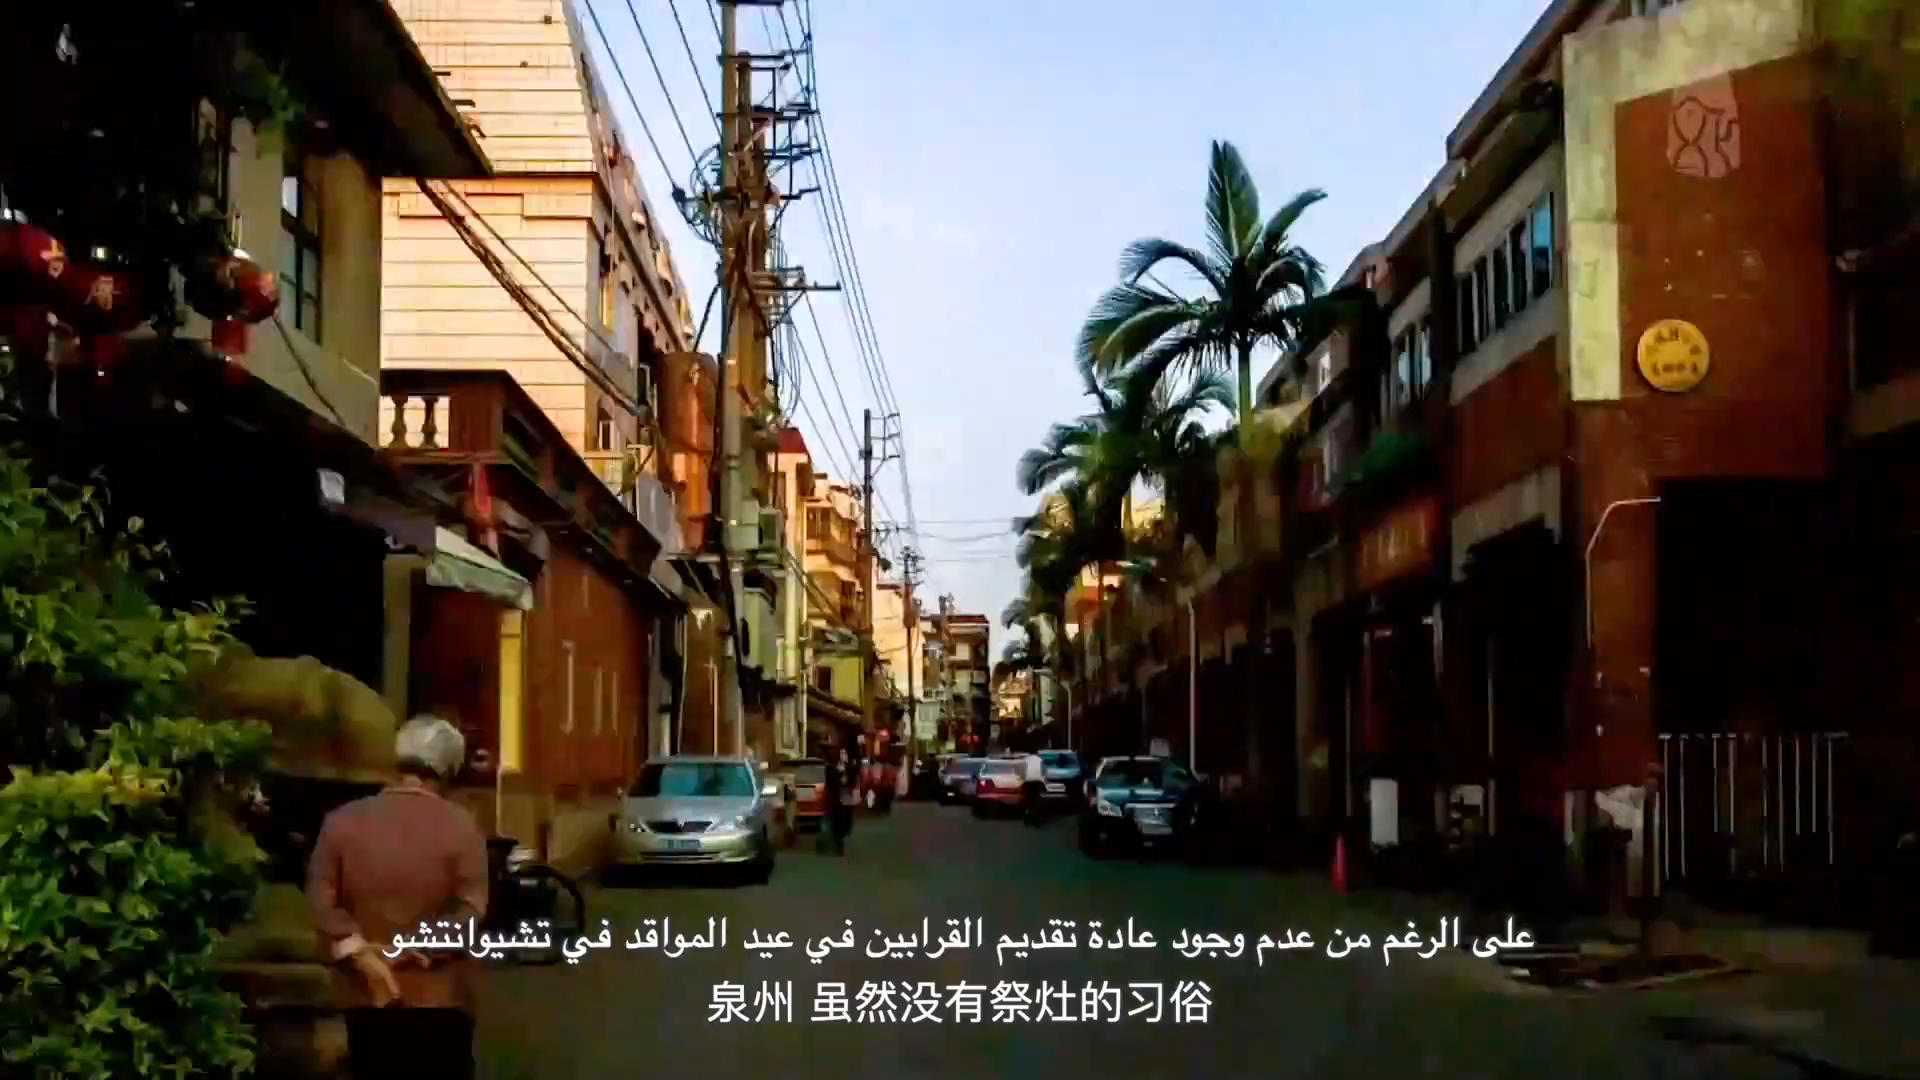 على الرغم من عدم وجود عادة تقديم القرابين في عيد المواقد في تشيوانتشو
泉州 虽然没有祭灶的习俗